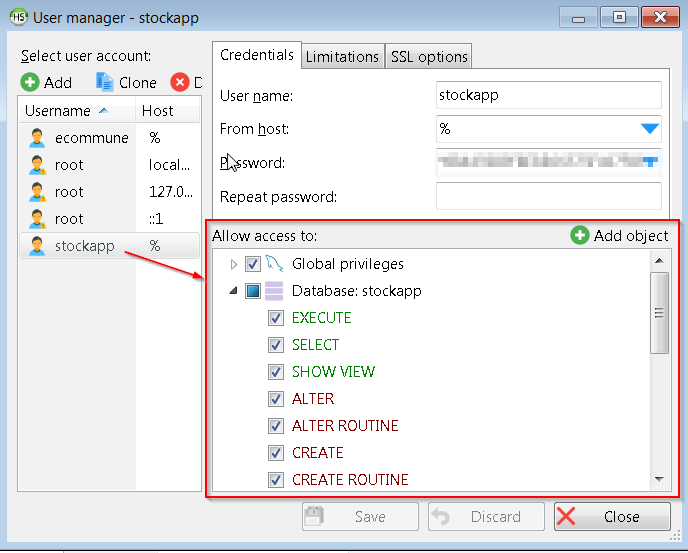 HS User manager - stockapp
Select user account:
Add Clone D
Username Host
ecommune %
root local...
root 127.0...
root ::1
stockapp %
Credentials Limitations SSL options
User name: stockapp
From host: %
Password:
Repeat password:
Allow access to: Add object
Global privileges
Database: stockapp
EXECUTE
SELECT
SHOW VIEW
ALTER
ALTER ROUTINE
CREATE
CREATE ROUTINE
Save Discard Close